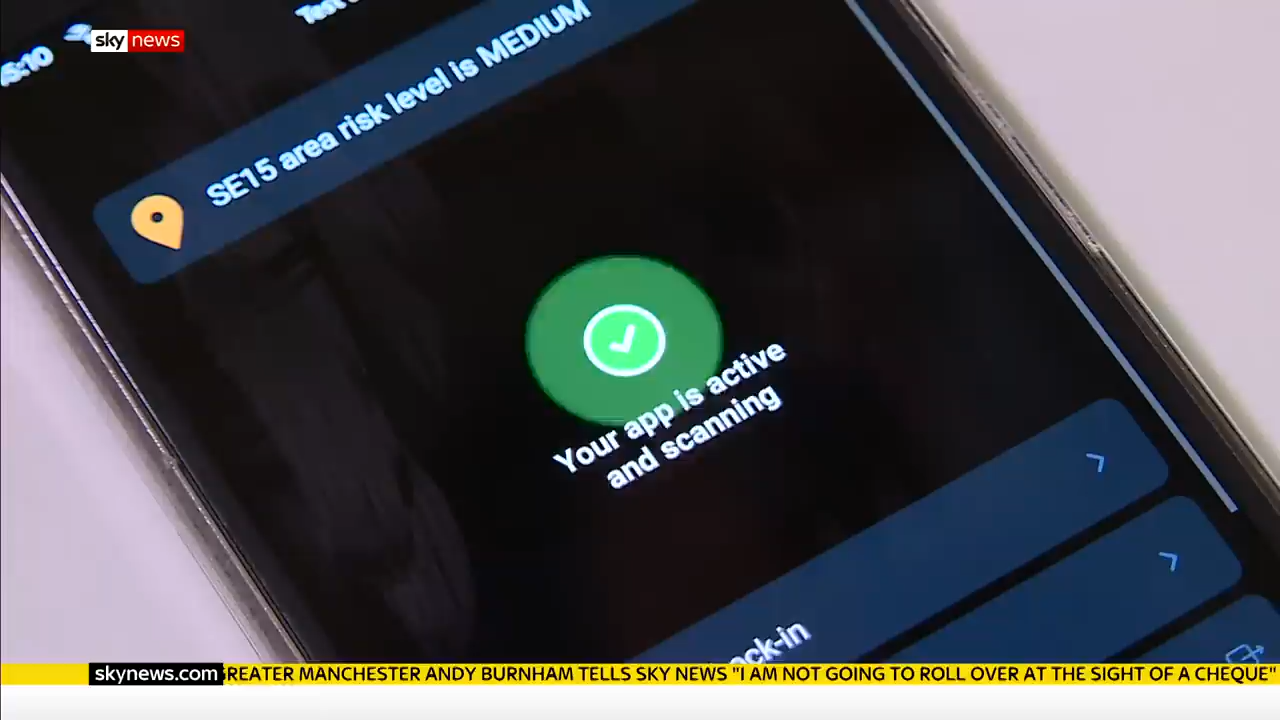 sky news
SE15 area risk level is MEDIUM
Your app is active
and scanning
skynews.com
GREATER MANCHESTER ANDY BURNHAM TELLS SKY NEWS "I AM NOT GOING TO ROLL OVER AT THE SIGHT OF A CHEQUE"